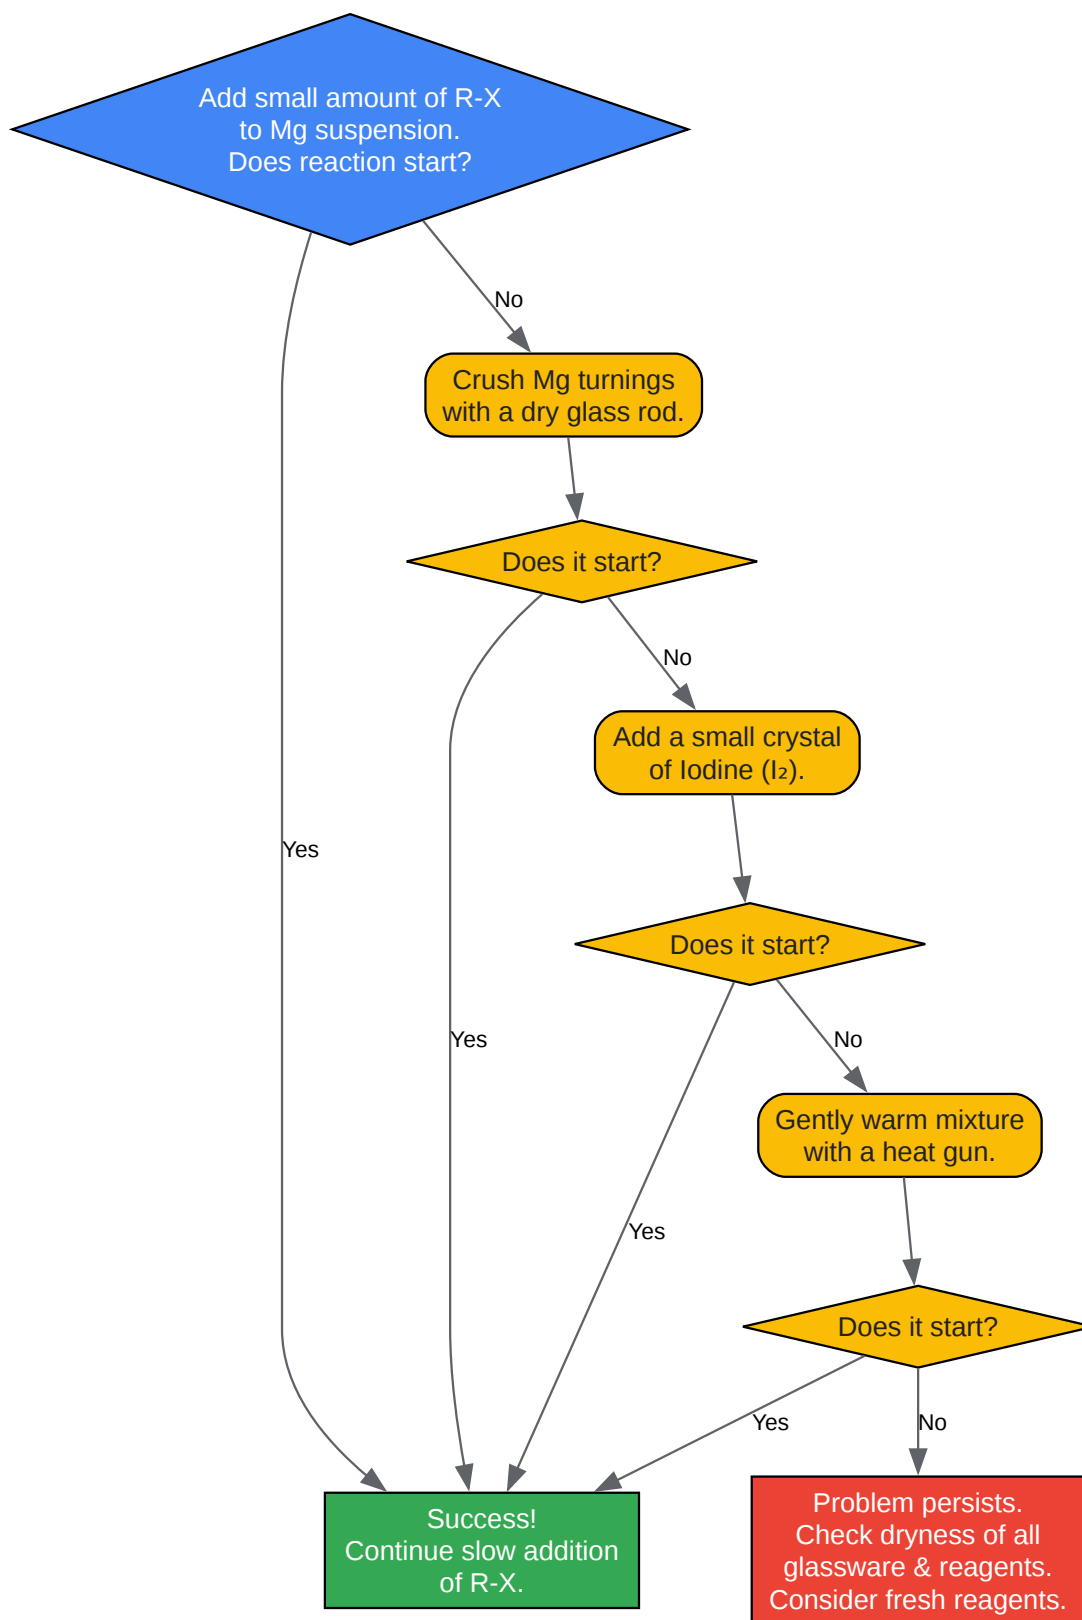 Add small amount of R-X
to Mg suspension.
Does reaction start?
No
Crush Mg turnings
with a dry glass rod.
Does it start?
No
Add a small crystal
of Iodine (I₂).
Yes
Does it start?
Yes
No
Gently warm mixture
with a heat gun.
Yes
Does it start?
Yes
No
Success!
Continue slow addition
of R-X.
Problem persists.
Check dryness of all
glassware & reagents.
Consider fresh reagents.